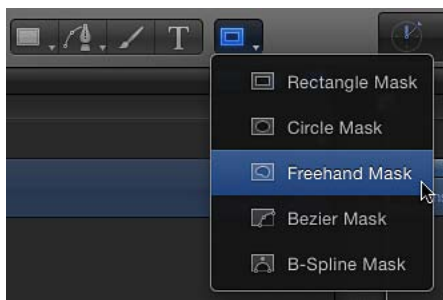 T
Rectangle Mask
Circle Mask
Freehand Mask
Bezier Mask
B-Spline Mask